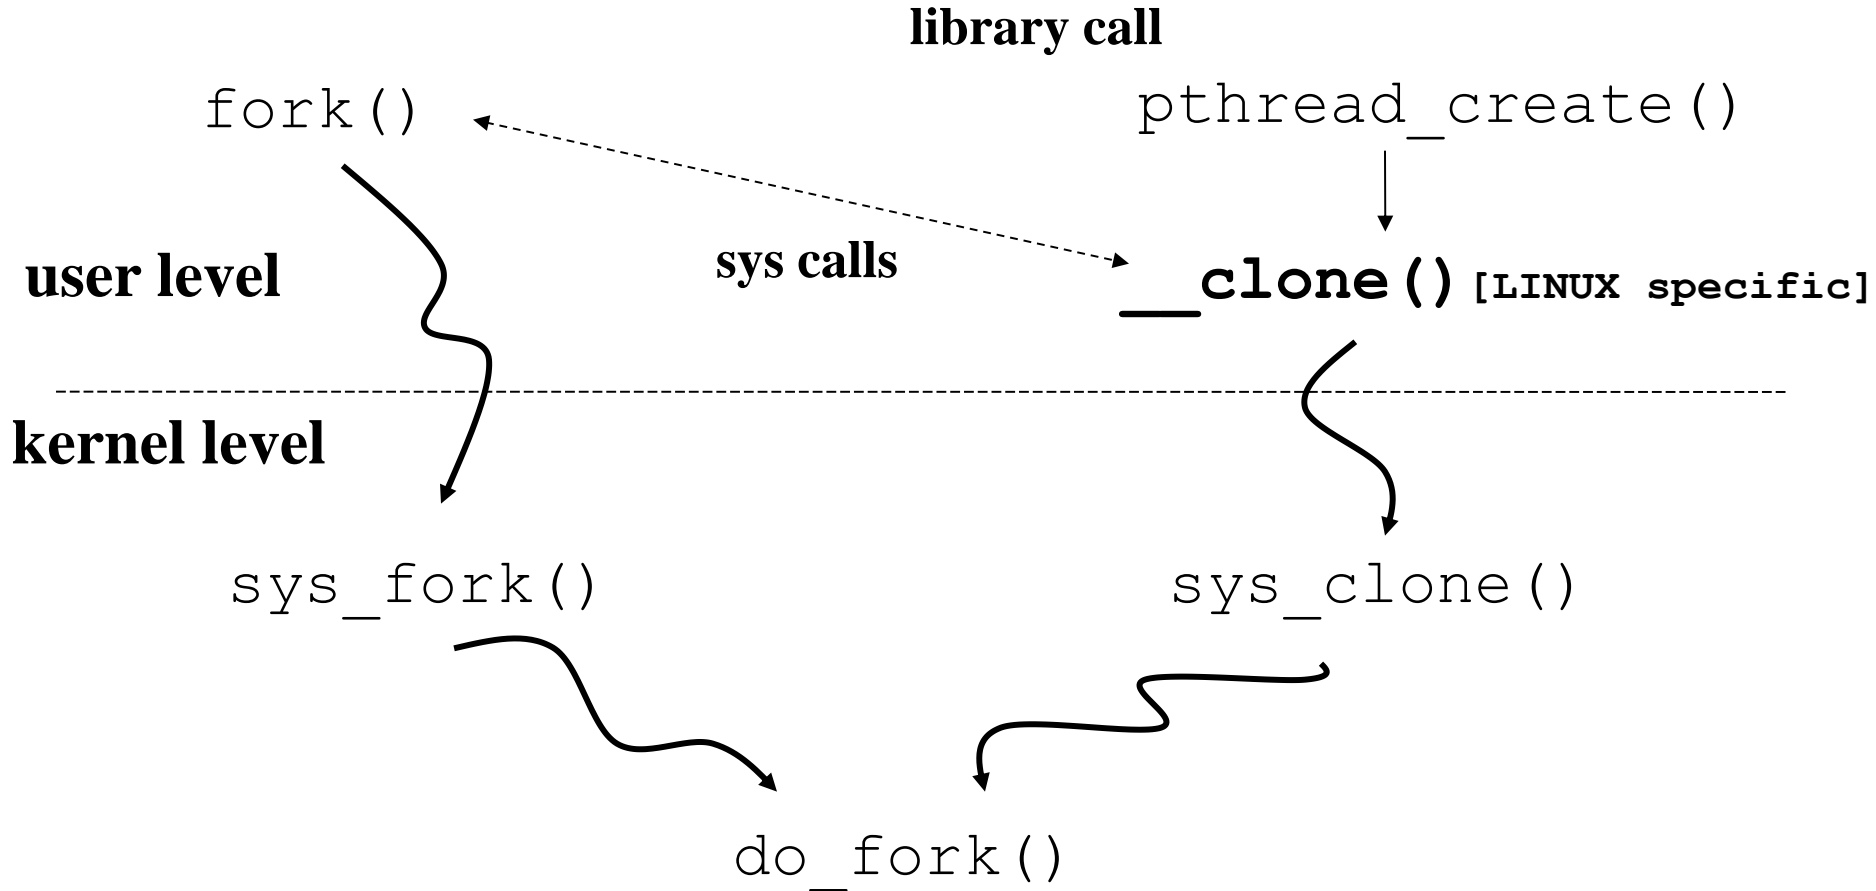 library call
fork()
pthread_create()
user level
sys calls
__clone() [LINUX specific]
kernel level
sys_fork()
sys_clone()
do_fork()